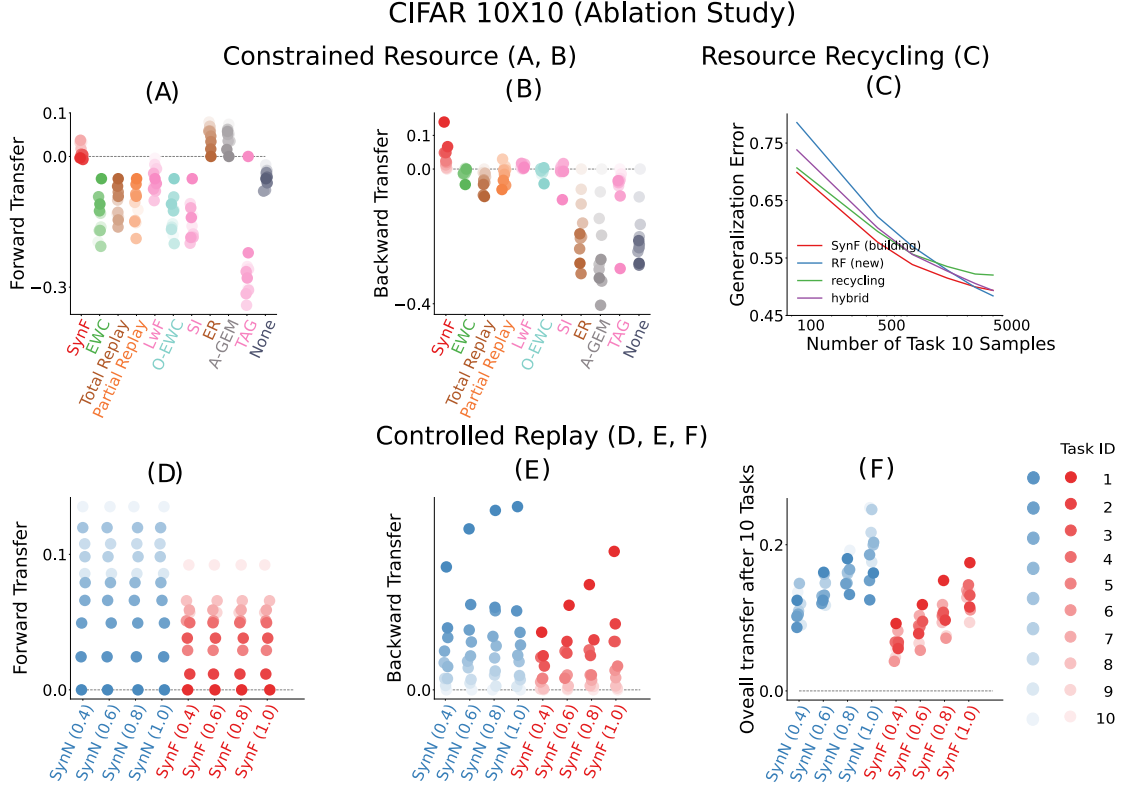 CIFAR 10X10 (Ablation Study)
Constrained Resource (A, B)
Resource Recycling (C)
(A)
0.1
0.0
−0.3
Forward Transfer
SynF
EWC
Total Replay
Partial Replay
LwF
O-EWC
SI
ER
A-GEM
TAG
None
(B)
0.1
0.0
−0.4
Backward Transfer
SynF
EWC
Total Replay
Partial Replay
LwF
O-EWC
SI
ER
A-GEM
TAG
None
(C)
0.75
0.65
0.55
0.45
Generalization Error
SynF (building)
RF (new)
recycling
hybrid
100
500
5000
Number of Task 10 Samples
Controlled Replay (D, E, F)
(D)
0.1
0.0
Forward Transfer
SynN (0.4)
SynN (0.6)
SynN (0.8)
SynN (1.0)
SynF (0.4)
SynF (0.6)
SynF (0.8)
SynF (1.0)
(E)
0.1
0.0
Backward Transfer
SynN (0.4)
SynN (0.6)
SynN (0.8)
SynN (1.0)
SynF (0.4)
SynF (0.6)
SynF (0.8)
SynF (1.0)
(F)
0.2
0.0
Oveall transfer after 10 Tasks
SynN (0.4)
SynN (0.6)
SynN (0.8)
SynN (1.0)
SynF (0.4)
SynF (0.6)
SynF (0.8)
SynF (1.0)
Task ID
1
2
3
4
5
6
7
8
9
10